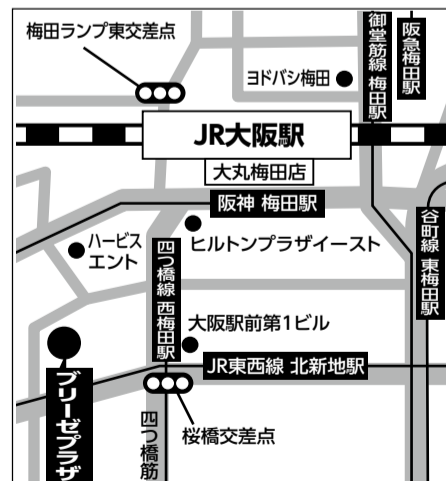 梅田ランプ東交差点
ヨドバシ梅田
御堂筋線 梅田駅
阪急梅田駅
JR大阪駅
大丸梅田店
阪神 梅田駅
谷町線 東梅田駅
ハービス
エント
ヒルトンプラザイースト
四つ橋線 西梅田駅
大阪駅前第1ビル
JR東西線 北新地駅
ブリーゼプラザ
四つ橋筋
桜橋交差点